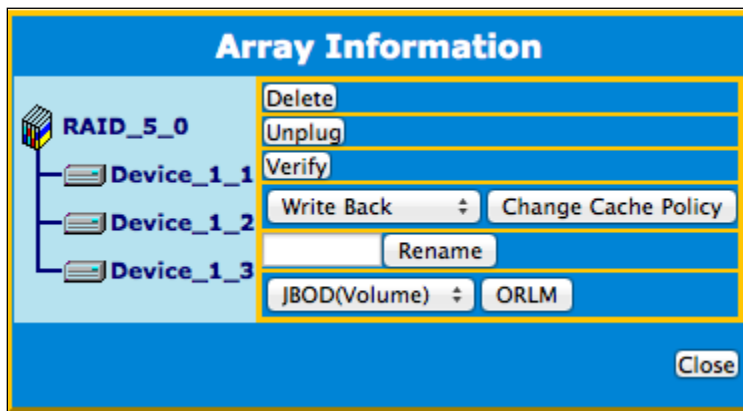 Array Information
RAID_5_0
Device_1_1
Device_1_2
Device_1_3
Delete
Unplug
Verify
Write Back Change Cache Policy
Rename
JBOD(Volume) ORLM
Close